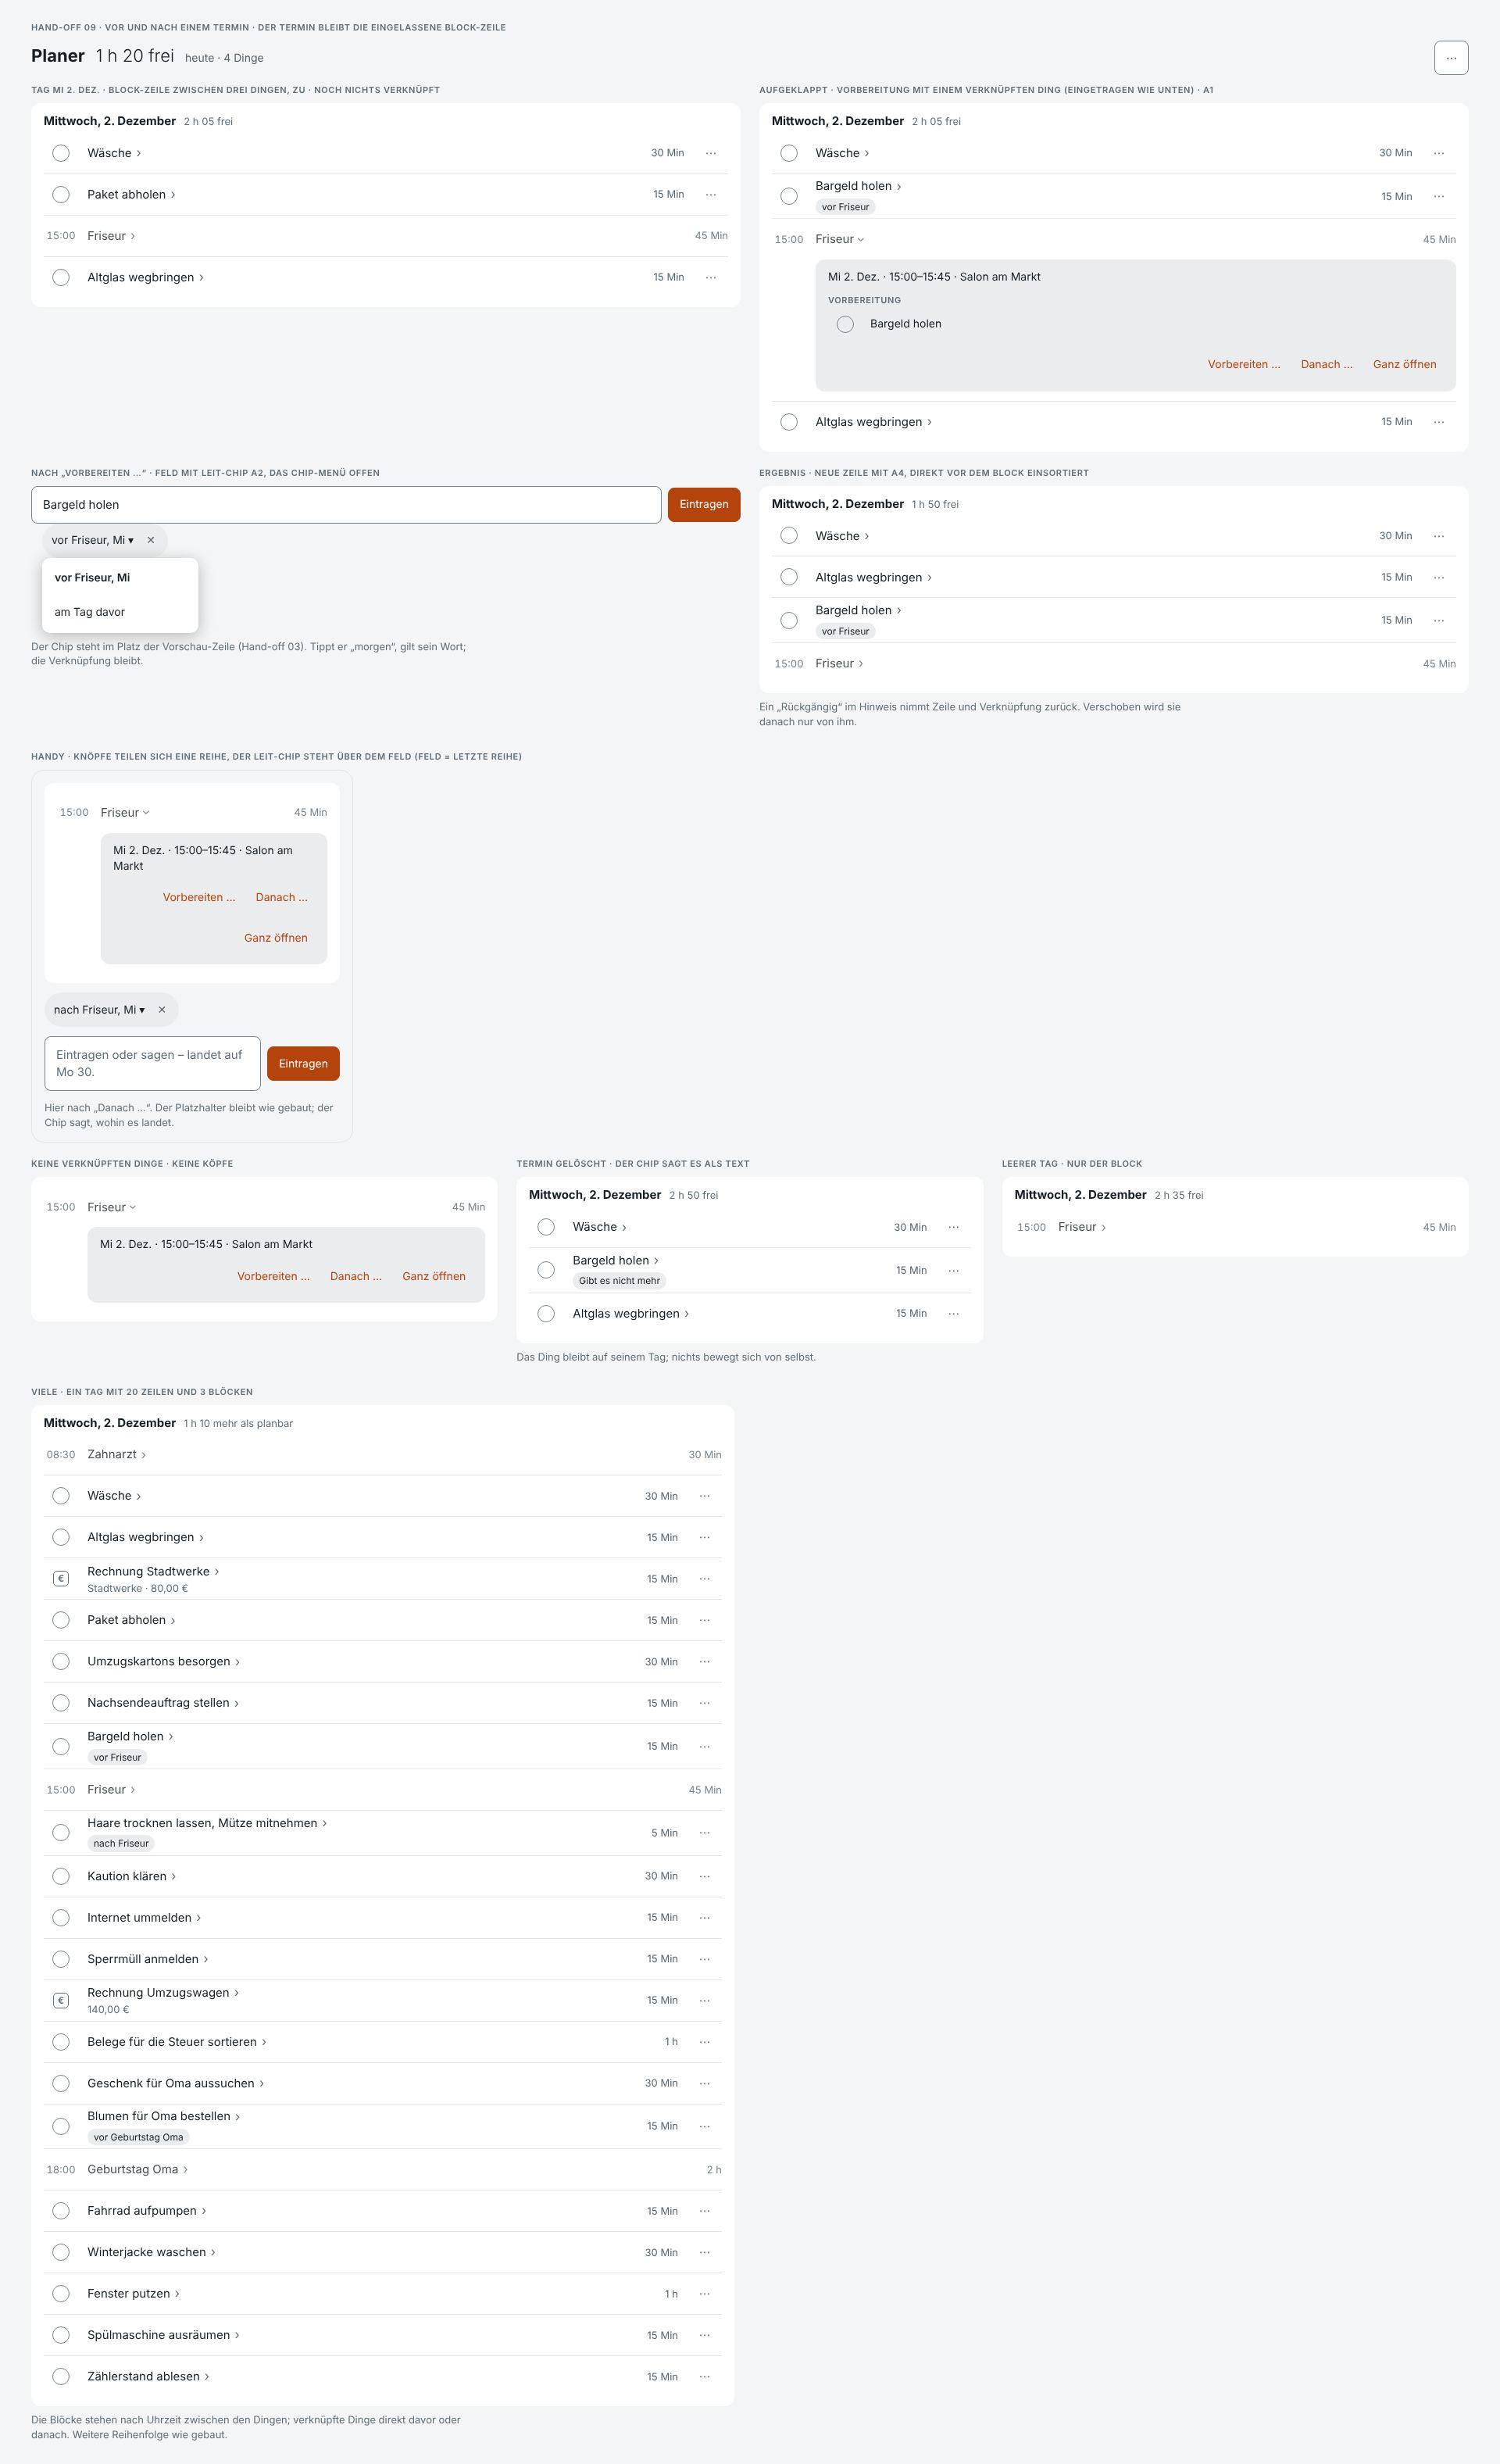 HAND-OFF 09 · VOR UND NACH EINEM TERMIN · DER TERMIN BLEIBT DIE EINGELASSENE BLOCK-ZEILE
Planer 1 h 20 frei heute · 4 Dinge
…
TAG MI 2. DEZ. · BLOCK-ZEILE ZWISCHEN DREI DINGEN, ZU · NOCH NICHTS VERKNÜPFT
Mittwoch, 2. Dezember 2 h 05 frei
Wäsche › 30 Min …
Paket abholen › 15 Min …
15:00 Friseur › 45 Min
Altglas wegbringen › 15 Min …
AUFGEKLAPPT · VORBEREITUNG MIT EINEM VERKNÜPFTEN DING (EINGETRAGEN WIE UNTEN) · A1
Mittwoch, 2. Dezember 2 h 05 frei
Wäsche › 30 Min …
Bargeld holen › 15 Min …
vor Friseur
15:00 Friseur › 45 Min
Mi 2. Dez. · 15:00–15:45 · Salon am Markt
VORBEREITUNG
Bargeld holen
Vorbereiten … Danach … Ganz öffnen
Altglas wegbringen › 15 Min …
NACH „VORBEREITEN …“ · FELD MIT LEIT-CHIP A2, DAS CHIP-MENÜ OFFEN
Bargeld holen Eintragen
vor Friseur, Mi ▾ ✕
vor Friseur, Mi
am Tag davor
Der Chip steht im Platz der Vorschau-Zeile (Hand-off 03). Tippt er „morgen“, gilt sein Wort;
die Verknüpfung bleibt.
ERGEBNIS · NEUE ZEILE MIT A4, DIREKT VOR DEM BLOCK EINSORTIERT
Mittwoch, 2. Dezember 1 h 50 frei
Wäsche › 30 Min …
Altglas wegbringen › 15 Min …
Bargeld holen › 15 Min …
vor Friseur
15:00 Friseur › 45 Min
Ein „Rückgängig“ im Hinweis nimmt Zeile und Verknüpfung zurück. Verschoben wird sie
danach nur von ihm.
HANDY · KNÖPFE TEILEN SICH EINE REIHE, DER LEIT-CHIP STEHT ÜBER DEM FELD (FELD = LETZTE REIHE)
15:00 Friseur › 45 Min
Mi 2. Dez. · 15:00–15:45 · Salon am
Markt
Vorbereiten … Danach …
Ganz öffnen
nach Friseur, Mi ▾ ✕
Eintragen oder sagen – landet auf
Mo 30.
Eintragen
Hier nach „Danach …“. Der Platzhalter bleibt wie gebaut; der
Chip sagt, wohin es landet.
KEINE VERKNÜPFTEN DINGE · KEINE KÖPFE
15:00 Friseur › 45 Min
Mi 2. Dez. · 15:00–15:45 · Salon am Markt
Vorbereiten … Danach … Ganz öffnen
TERMIN GELÖSCHT · DER CHIP SAGT ES ALS TEXT
Mittwoch, 2. Dezember 2 h 50 frei
Wäsche › 30 Min …
Bargeld holen › 15 Min …
Gibt es nicht mehr
Altglas wegbringen › 15 Min …
Das Ding bleibt auf seinem Tag; nichts bewegt sich von selbst.
LEERER TAG · NUR DER BLOCK
Mittwoch, 2. Dezember 2 h 35 frei
15:00 Friseur › 45 Min
VIELE · EIN TAG MIT 20 ZEILEN UND 3 BLÖCKEN
Mittwoch, 2. Dezember 1 h 10 mehr als planbar
08:30 Zahnarzt › 30 Min
Wäsche › 30 Min …
Altglas wegbringen › 15 Min …
€ Rechnung Stadtwerke › 15 Min …
Stadtwerke · 80,00 €
Paket abholen › 15 Min …
Umzugskartons besorgen › 30 Min …
Nachsendeauftrag stellen › 15 Min …
Bargeld holen › 15 Min …
vor Friseur
15:00 Friseur › 45 Min
Haare trocknen lassen, Mütze mitnehmen › 5 Min …
nach Friseur
Kaution klären › 30 Min …
Internet ummelden › 15 Min …
Sperrmüll anmelden › 15 Min …
€ Rechnung Umzugswagen › 15 Min …
140,00 €
Belege für die Steuer sortieren › 1 h …
Geschenk für Oma aussuchen › 30 Min …
Blumen für Oma bestellen › 15 Min …
vor Geburtstag Oma
18:00 Geburtstag Oma › 2 h
Fahrrad aufpumpen › 15 Min …
Winterjacke waschen › 30 Min …
Fenster putzen › 1 h …
Spülmaschine ausräumen › 15 Min …
Zählerstand ablesen › 15 Min …
Die Blöcke stehen nach Uhrzeit zwischen den Dingen; verknüpfte Dinge direkt davor oder
danach. Weitere Reihenfolge wie gebaut.